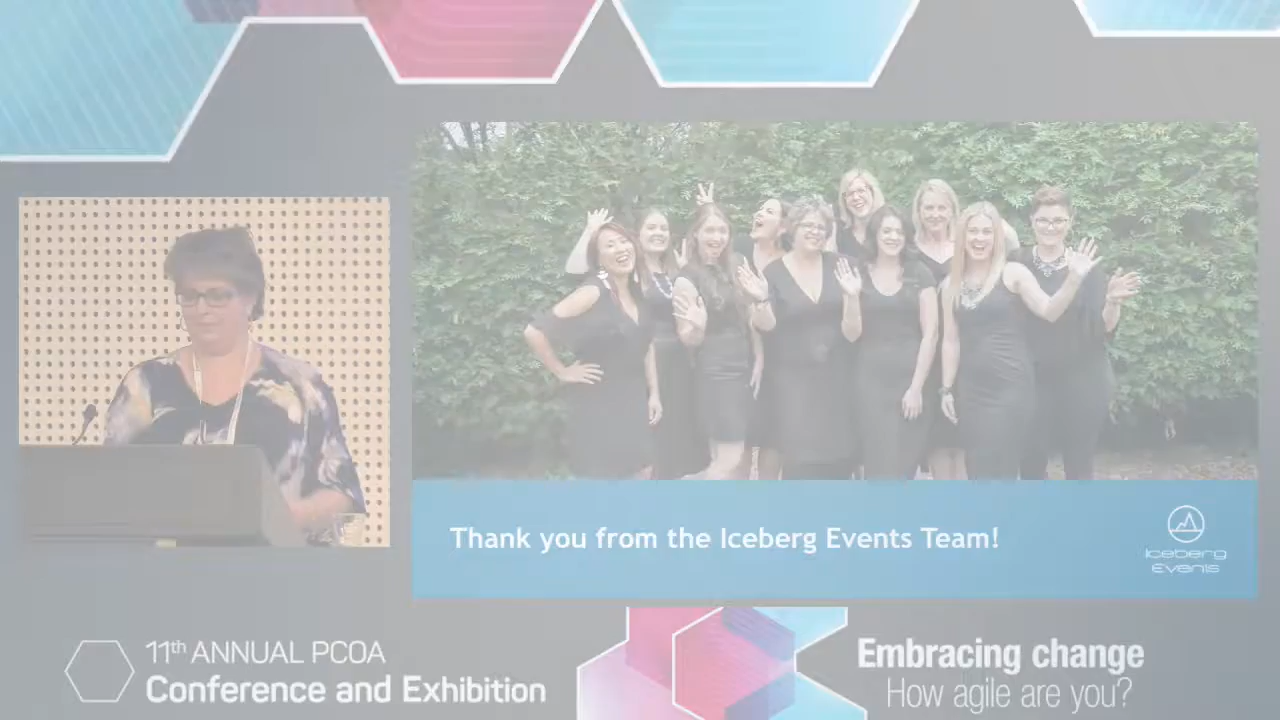 Thank you from the Iceberg Events Team!
Iceberg
Events
11th ANNUAL PCOA
Conference and Exhibition
Embracing change
How agile are you?